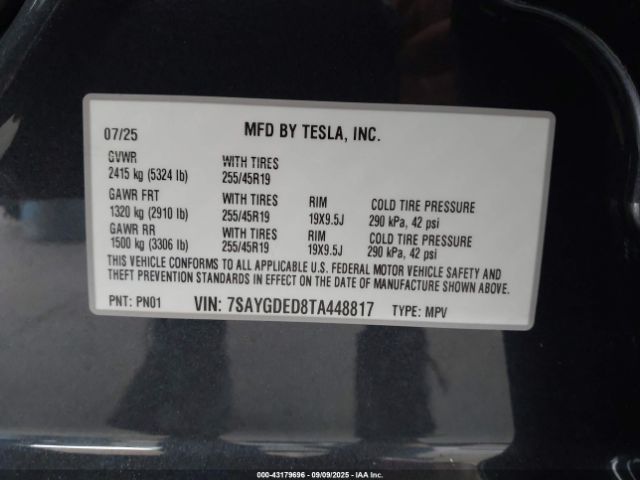 07/25 MFD BY TESLA, INC.
GVWR WITH TIRES
2415 kg (5324 lb) 255/45R19
GAWR FRT WITH TIRES RIM COLD TIRE PRESSURE
1320 kg (2910 lb) 255/45R19 19X9.5J 290 kPa, 42 psi
GAWR RR WITH TIRES RIM COLD TIRE PRESSURE
1500 kg (3306 lb) 255/45R19 19X9.5J 290 kPa, 42 psi
THIS VEHICLE CONFORMS TO ALL APPLICABLE U.S. FEDERAL MOTOR VEHICLE SAFETY AND
THEFT PREVENTION STANDARDS IN EFFECT ON THE DATE OF MANUFACTURE SHOWN ABOVE.
PNT: PN01 VIN: 7SAYGDED8TA448817 TYPE: MPV
©-43179696 - 09/09/2025 - ©IAA Inc.